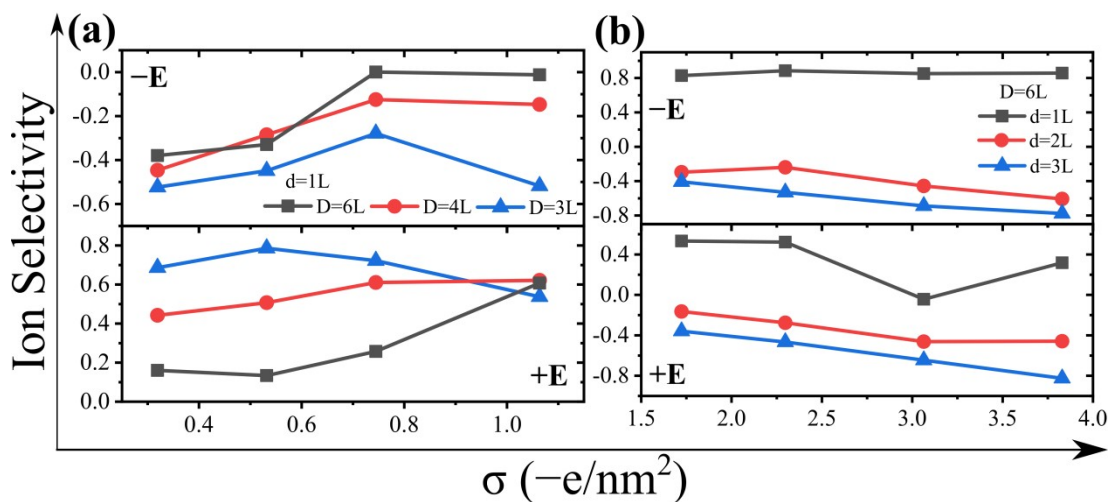 (a)
(b)
Ion Selectivity
−E
0.0
-0.2
-0.4
-0.6
d=1L
D=6L D=4L D=3L
0.8
0.6
0.4
0.2
0.0
+E
0.4 0.6 0.8 1.0
−E
0.8
0.4
0.0
-0.4
-0.8
D=6L
d=1L
d=2L
d=3L
0.4
0.0
-0.4
-0.8
+E
1.5 2.0 2.5 3.0 3.5 4.0
σ (−e/nm²)